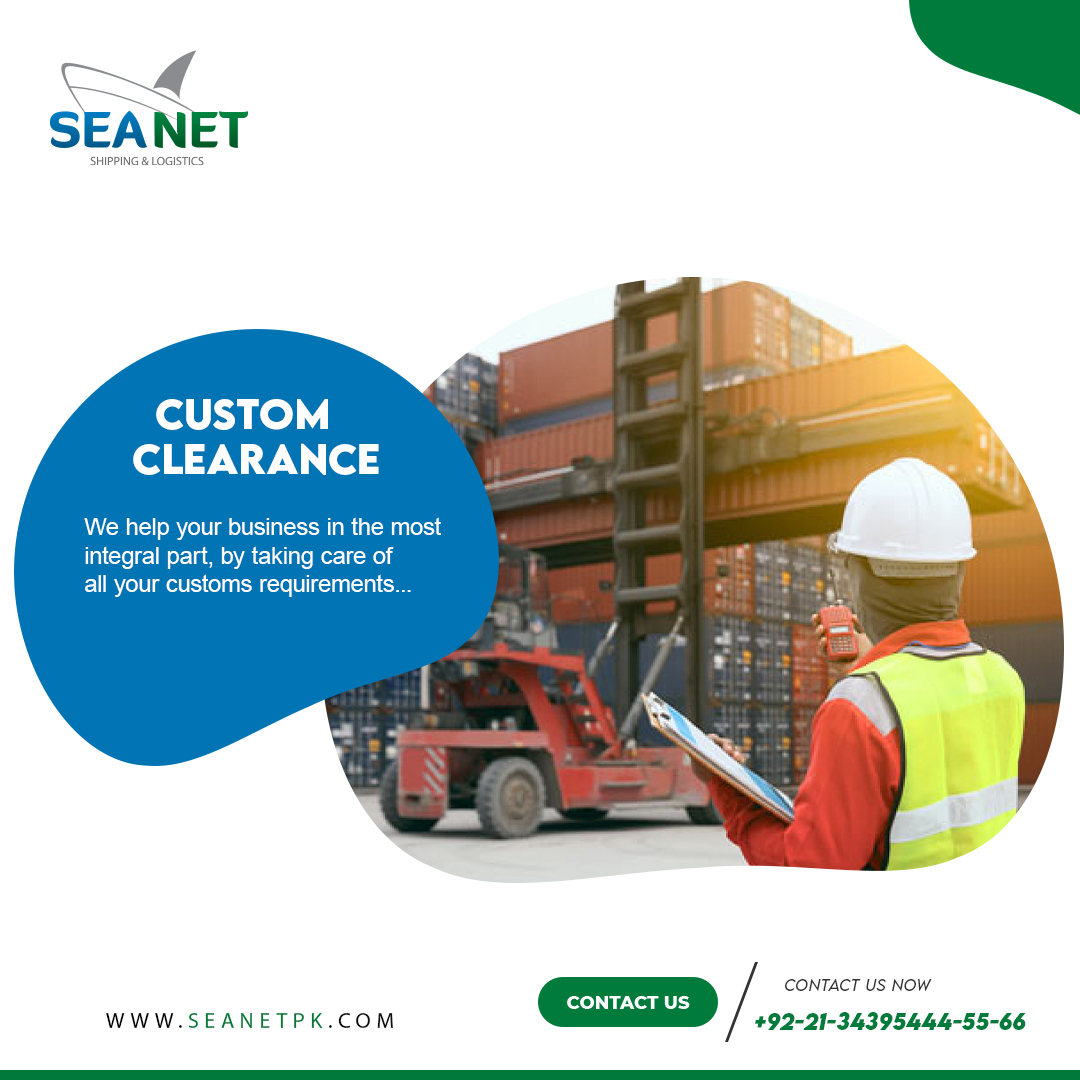 SEANET
SHIPPING & LOGISTICS
CUSTOM
CLEARANCE
We help your business in the most
integral part, by taking care of
all your customs requirements...
WWW.SEANETPK.COM
CONTACT US
CONTACT US NOW
+92-21-34395444-55-66